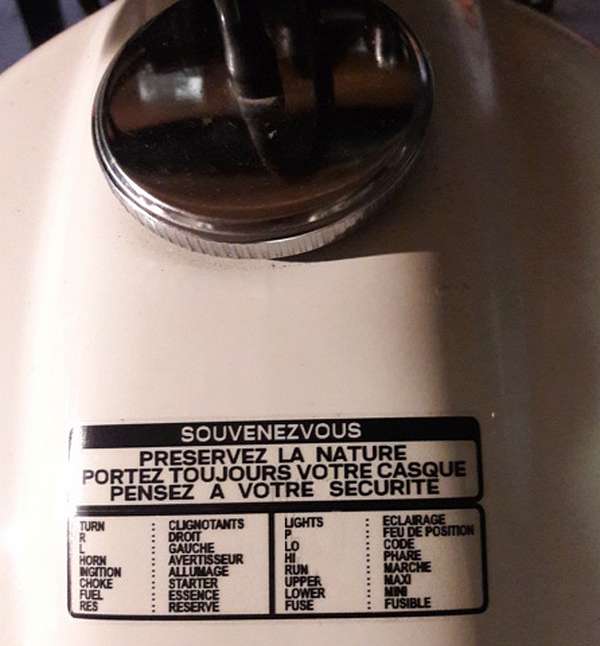 SOUVENEZVOUS
PRESERVEZ LA NATURE
PORTEZ TOUJOURS VOTRE CASQUE
PENSEZ A VOTRE SECURITE
TURN : CLIGNOTANTS
R : DROIT
L : GAUCHE
HORN : AVERTISSEUR
INGITION : ALLUMAGE
CHOKE : STARTER
FUEL : ESSENCE
RES : RESERVE
LIGHTS : ECLAIRAGE
P : FEU DE POSITION
LO : CODE
HI : PHARE
RUN : MARCHE
UPPER : MAXI
LOWER : MINI
FUSE : FUSIBLE